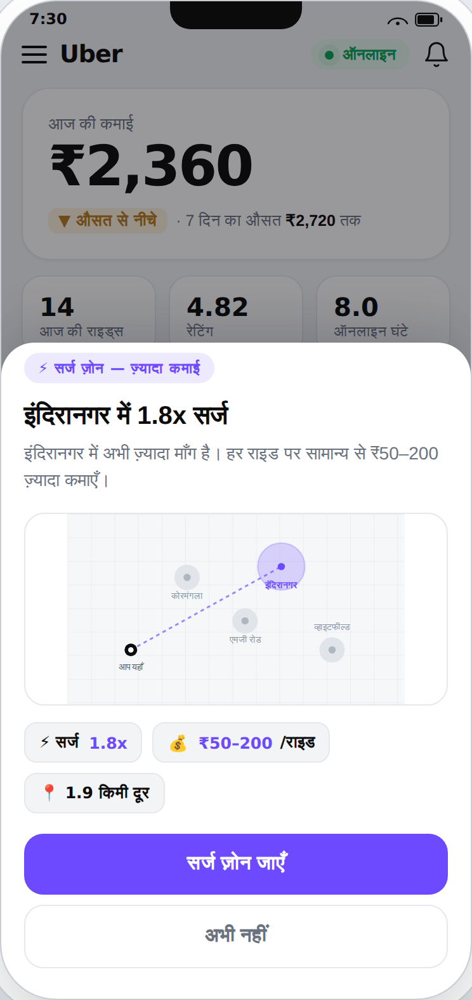 7:30
Uber
ऑनलाइन
आज की कमाई
₹2,360
▼ औसत से नीचे · 7 दिन का औसत ₹2,720 तक
14
आज की राइड्स
4.82
रेटिंग
8.0
ऑनलाइन घंटे
⚡ सर्ज ज़ोन — ज़्यादा कमाई
इंदिरानगर में 1.8x सर्ज
इंदिरानगर में अभी ज़्यादा माँग है। हर राइड पर सामान्य से ₹50–200
ज़्यादा कमाएँ।
इंदिरानगर
कोरमंगला
एमजी रोड
व्हाइटफील्ड
आप यहाँ
⚡ सर्ज 1.8x
💰 ₹50–200 /राइड
📍 1.9 किमी दूर
सर्ज ज़ोन जाएँ
अभी नहीं